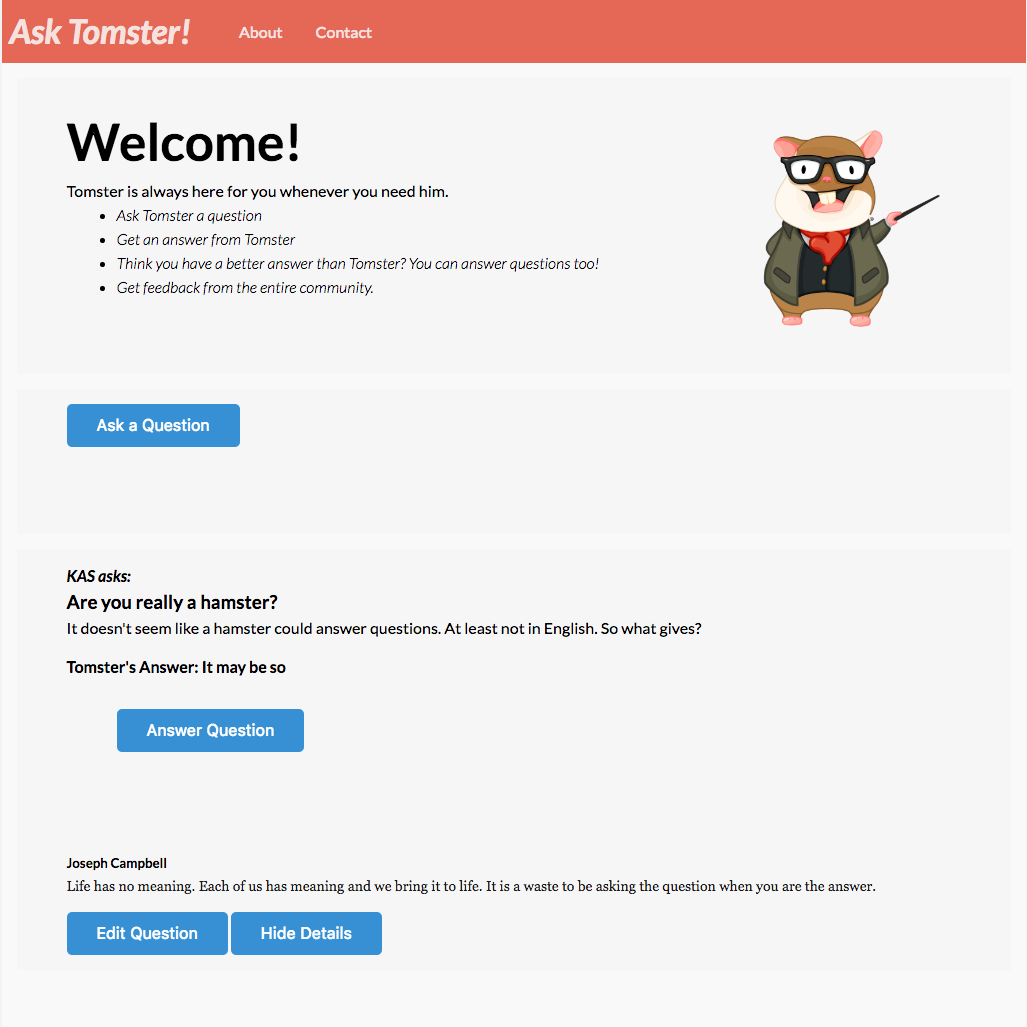 Ask Tomster!
About
Contact
Welcome!
Tomster is always here for you whenever you need him.
Ask Tomster a question
Get an answer from Tomster
Think you have a better answer than Tomster? You can answer questions too!
Get feedback from the entire community.
Ask a Question
KAS asks:
Are you really a hamster?
It doesn't seem like a hamster could answer questions. At least not in English. So what gives?
Tomster's Answer: It may be so
Answer Question
Joseph Campbell
Life has no meaning. Each of us has meaning and we bring it to life. It is a waste to be asking the question when you are the answer.
Edit Question
Hide Details